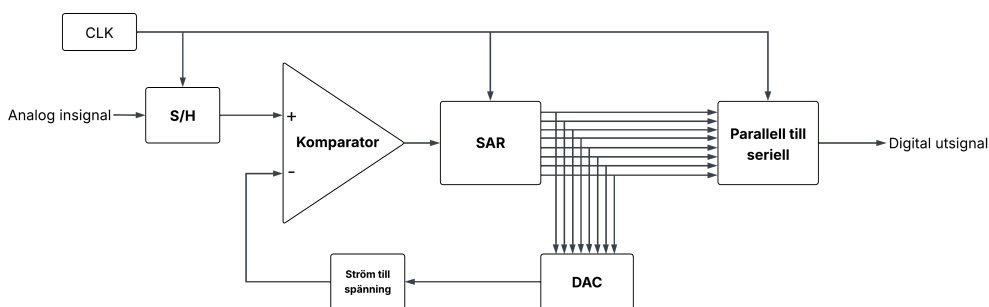 CLK
Analog insignal
S/H
+
Komparator
-
SAR
Parallell till
seriell
Digital utsignal
Ström till
spänning
DAC